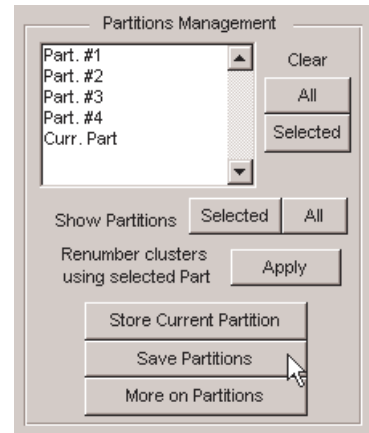 Partitions Management
Part. #1
Part. #2
Part. #3
Part. #4
Curr. Part
Clear
All
Selected
Show Partitions Selected All
Renumber clusters
using selected Part Apply
Store Current Partition
Save Partitions
More on Partitions